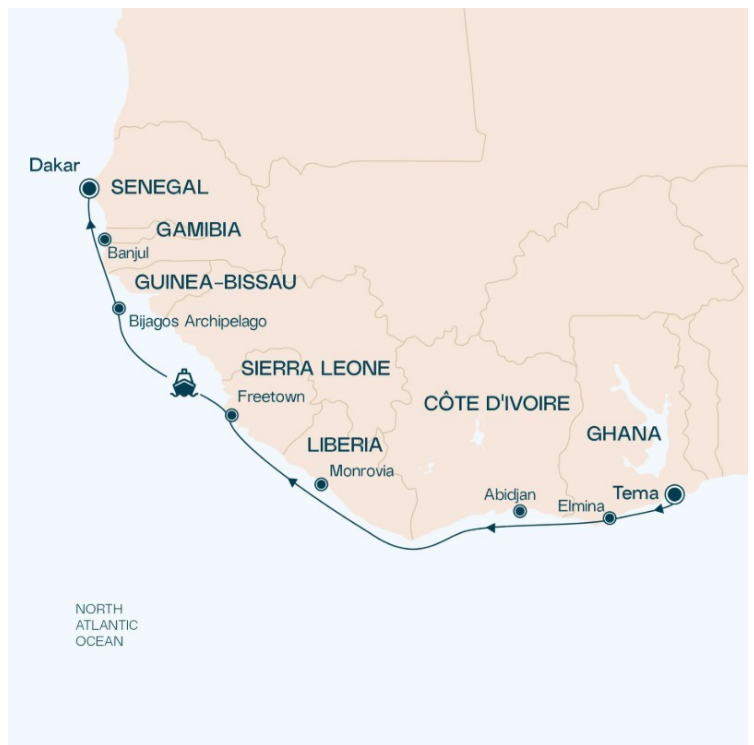 Dakar
SENEGAL
GAMIBIA
Banjul
GUINEA-BISSAU
Bijagos Archipelago
SIERRA LEONE
Freetown
CÔTE D'IVOIRE
LIBERIA
GHANA
Monrovia
Abidjan
Elmina
Tema
NORTH
ATLANTIC
OCEAN